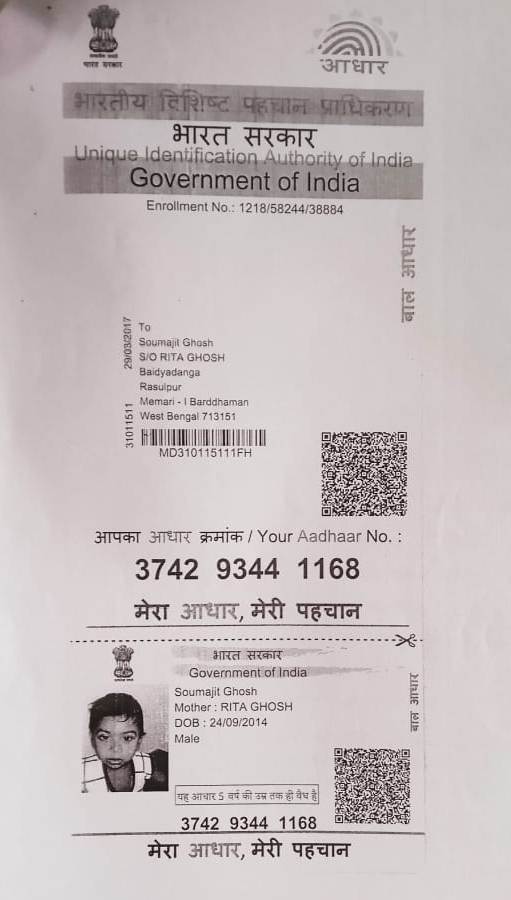 भारत सरकार
आधार
भारतीय विशिष्ट पहचान प्राधिकरण
भारत सरकार
Unique Identification Authority of India
Government of India
Enrollment No.: 1218/58244/38884
बाल आधार
29/03/2017
31011511
To
Soumajit Ghosh
S/O RITA GHOSH
Baidyadanga
Rasulpur
Memari - I Barddhaman
West Bengal 713151
MD310115111FH
आपका आधार क्रमांक / Your Aadhaar No. :
3742 9344 1168
मेरा आधार, मेरी पहचान
भारत सरकार
Government of India
Soumajit Ghosh
Mother : RITA GHOSH
DOB : 24/09/2014
Male
बाल आधार
यह आधार 5 वर्ष की उम्र तक ही वैध है
3742 9344 1168
मेरा आधार, मेरी पहचान